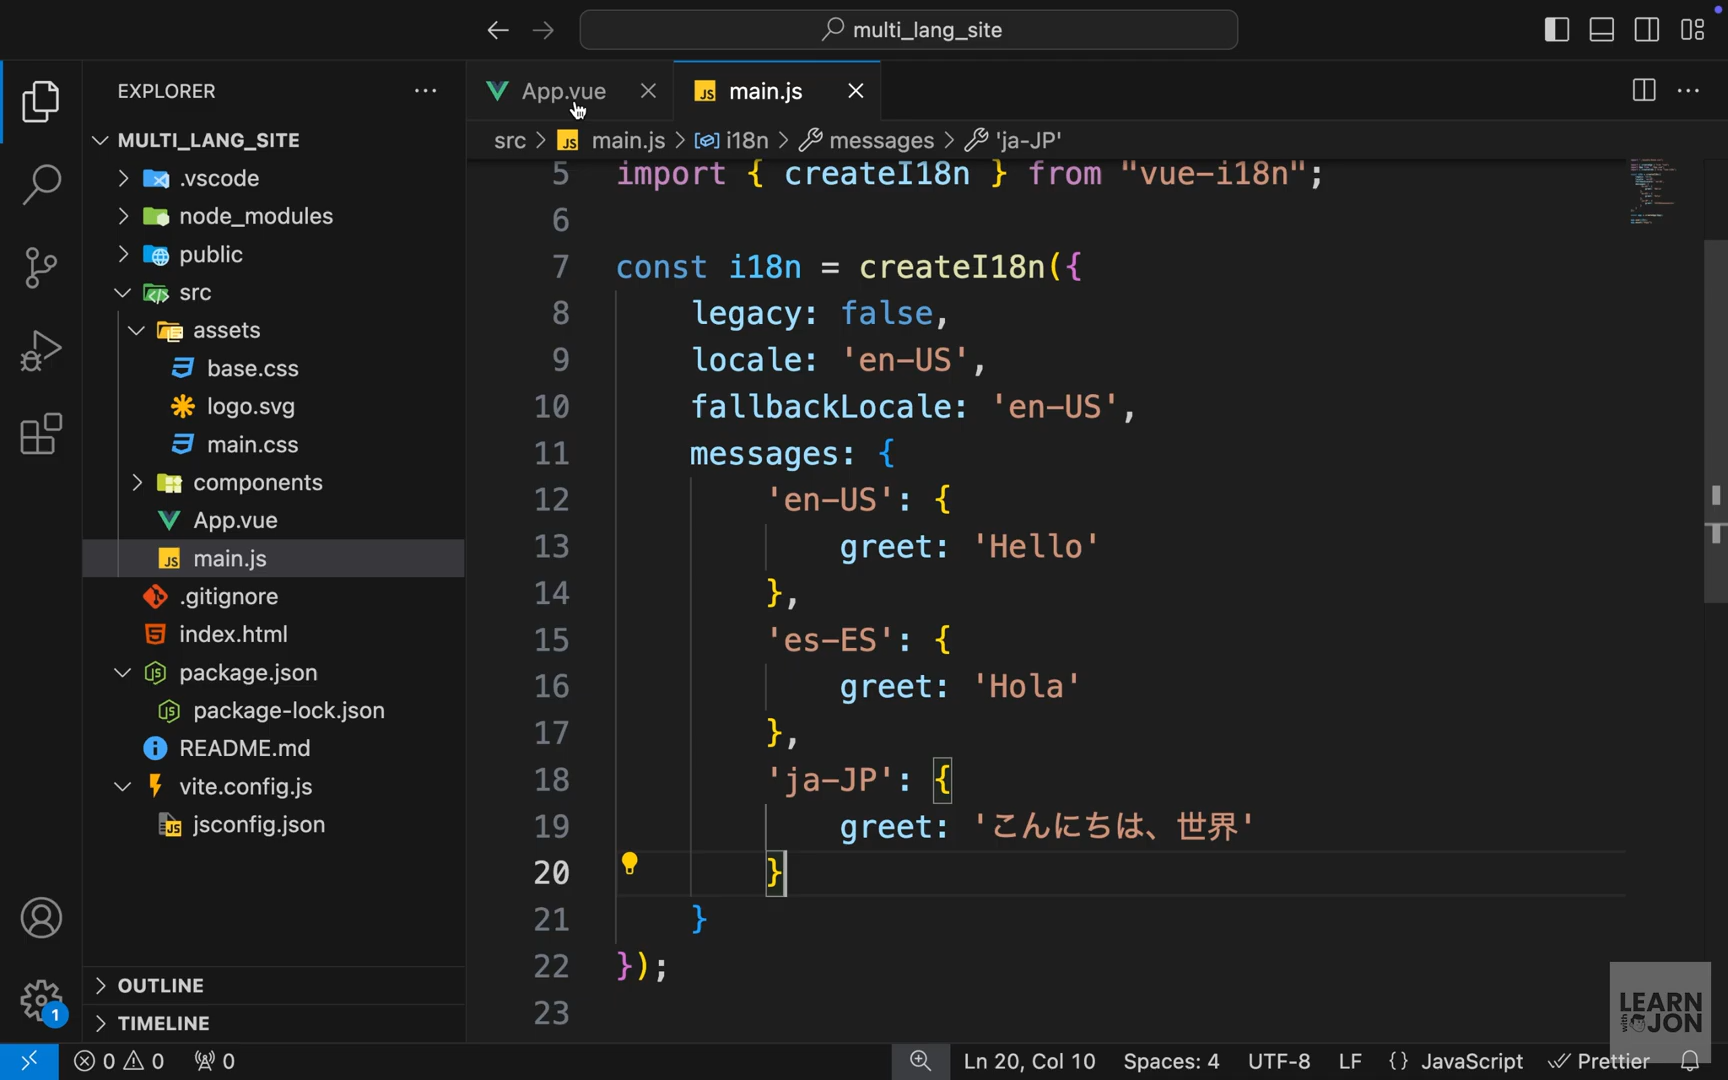 multi_lang_site
EXPLORER
MULTI_LANG_SITE
.vscode
node_modules
public
src
assets
base.css
logo.svg
main.css
components
App.vue
main.js
.gitignore
index.html
package.json
package-lock.json
README.md
vite.config.js
jsconfig.json
OUTLINE
TIMELINE
App.vue
JS main.js
src > JS main.js > i18n > messages > 'ja-JP'
5 import { createI18n } from "vue-i18n";
6
7 const i18n = createI18n({
8 legacy: false,
9 locale: 'en-US',
10 fallbackLocale: 'en-US',
11 messages: {
12 'en-US': {
13 greet: 'Hello'
14 },
15 'es-ES': {
16 greet: 'Hola'
17 },
18 'ja-JP': {
19 greet: 'こんにちは、世界'
20 }
21 }
22 });
23
1
0 0 0
Ln 20, Col 10 Spaces: 4 UTF-8 LF {} JavaScript Prettier
LEARN
with JON